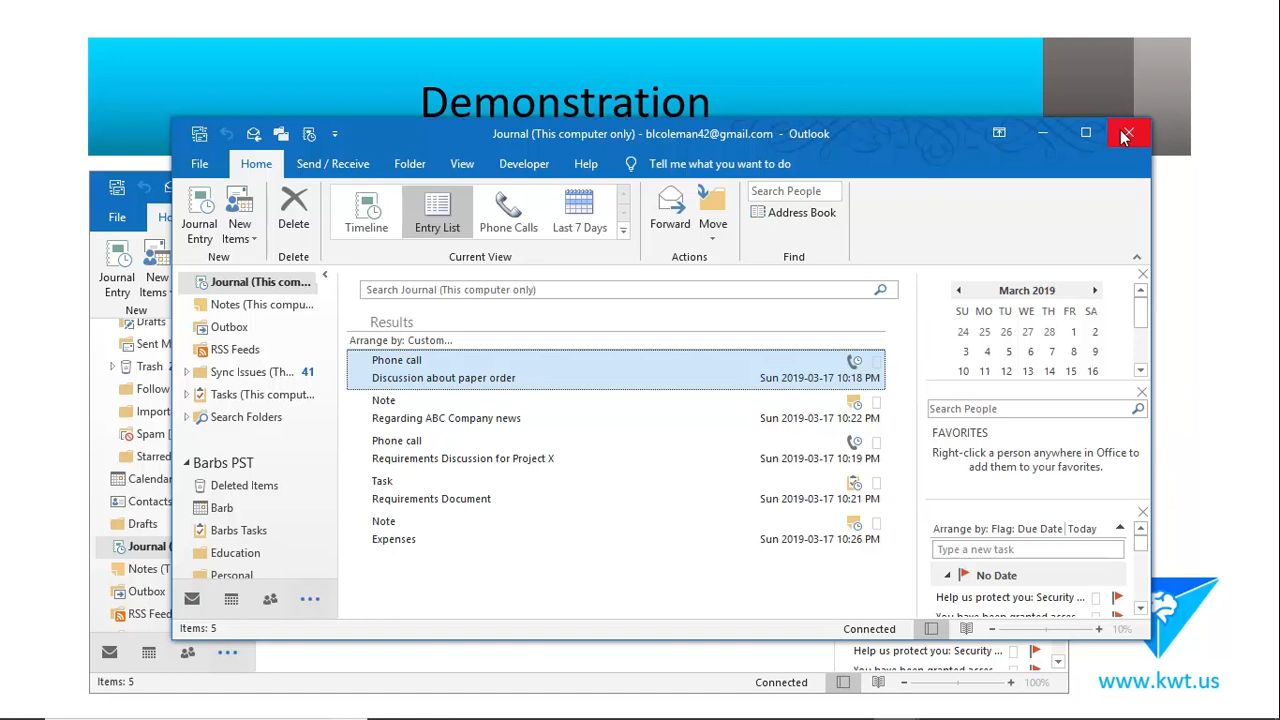 Demonstration
Journal (This computer only) - blcoleman42@gmail.com - Outlook
File Home Send / Receive Folder View Developer Help Tell me what you want to do
Journal Entry
New Items
Delete
Timeline
Entry List
Phone Calls
Last 7 Days
Forward
Move
Search People
Address Book
New Delete Current View Actions Find
Journal (This com...
Notes (This compu...
Outbox
RSS Feeds
Sync Issues (Th... 41
Tasks (This comput...
Search Folders
Barbs PST
Deleted Items
Barb
Barbs Tasks
Education
Personal
Search Journal (This computer only)
Results
Arrange by: Custom...
Phone call
Discussion about paper order Sun 2019-03-17 10:18 PM
Note
Regarding ABC Company news Sun 2019-03-17 10:22 PM
Phone call
Requirements Discussion for Project X Sun 2019-03-17 10:19 PM
Task
Requirements Document Sun 2019-03-17 10:21 PM
Note
Expenses Sun 2019-03-17 10:26 PM
March 2019
SU MO TU WE TH FR SA
24 25 26 27 28 1 2
3 4 5 6 7 8 9
10 11 12 13 14 15 16
Search People
FAVORITES
Right-click a person anywhere in Office to
add them to your favorites.
Arrange by: Flag: Due Date Today
Type a new task
No Date
Help us protect you: Security ...
Items: 5 Connected 10%
File
Journal Entry
New Items
New
Drafts
Sent M
Trash
Follow
Import
Spam [
Starred
Calenda
Contacts
Drafts
Journal (
Notes (T
Outbox
RSS Feed
Help us protect you: Security ...
Items: 5 Connected 100%
www.kwt.us